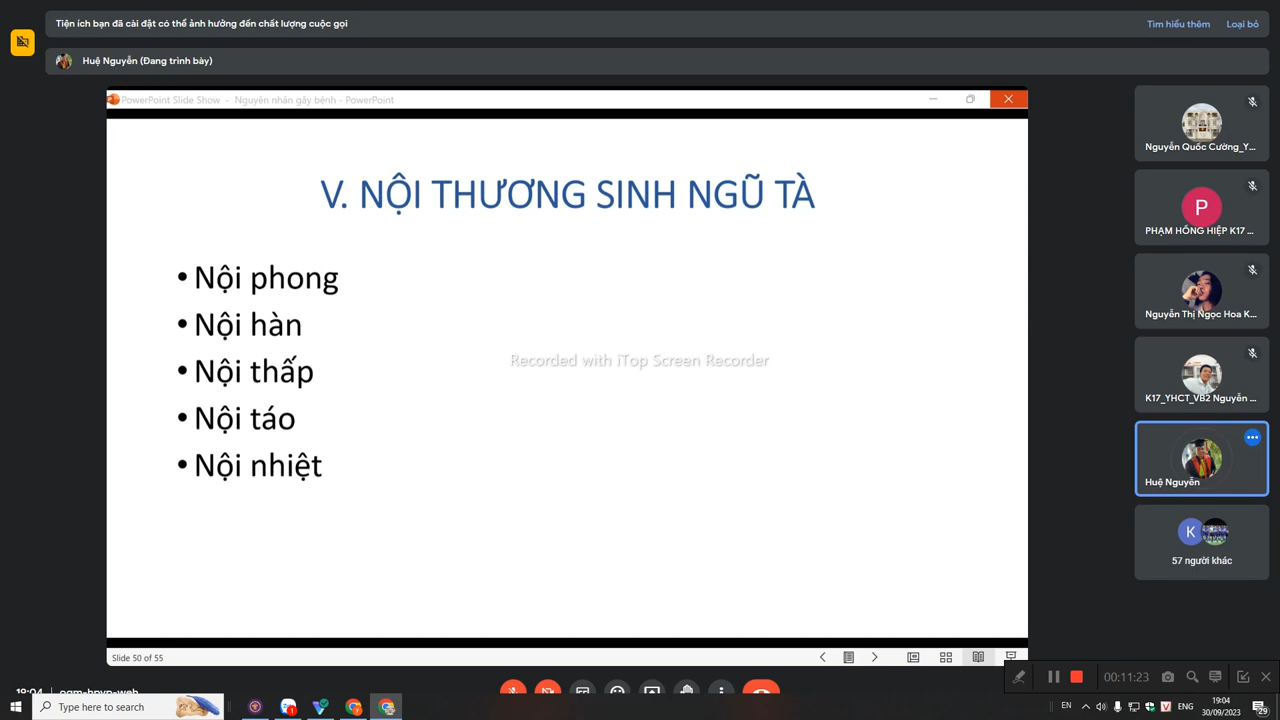 Tiện ích bạn đã cài đặt có thể ảnh hưởng đến chất lượng cuộc gọi
Tìm hiểu thêm
Loại bỏ
Huệ Nguyễn (Đang trình bày)
PowerPoint Slide Show - Nguyên nhân gây bệnh - PowerPoint
V. NỘI THƯƠNG SINH NGŨ TÀ
• Nội phong
• Nội hàn
• Nội thấp
• Nội táo
• Nội nhiệt
Recorded with iTop Screen Recorder
Slide 50 of 55
Nguyễn Quốc Cường_Y...
P
PHẠM HỒNG HIỆP K17 ...
Nguyễn Thị Ngọc Hoa K...
K17_YHCT_VB2 Nguyễn ...
Huệ Nguyễn
K
57 người khác
00:11:23
Type here to search
EN
ENG
19:04
30/09/2023
29